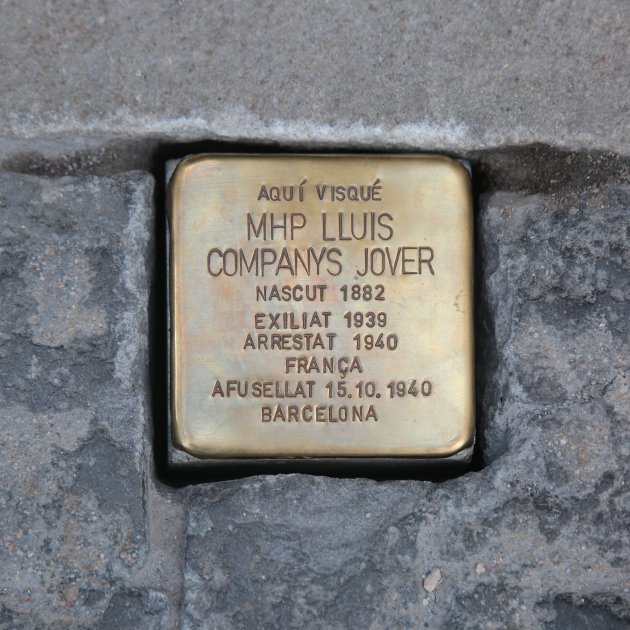 AQUÍ VISQUÉ
MHP LLUIS
COMPANYS JOVER
NASCUT 1882
EXILIAT 1939
ARRESTAT 1940
FRANÇA
AFUSELLAT 15.10.1940
BARCELONA